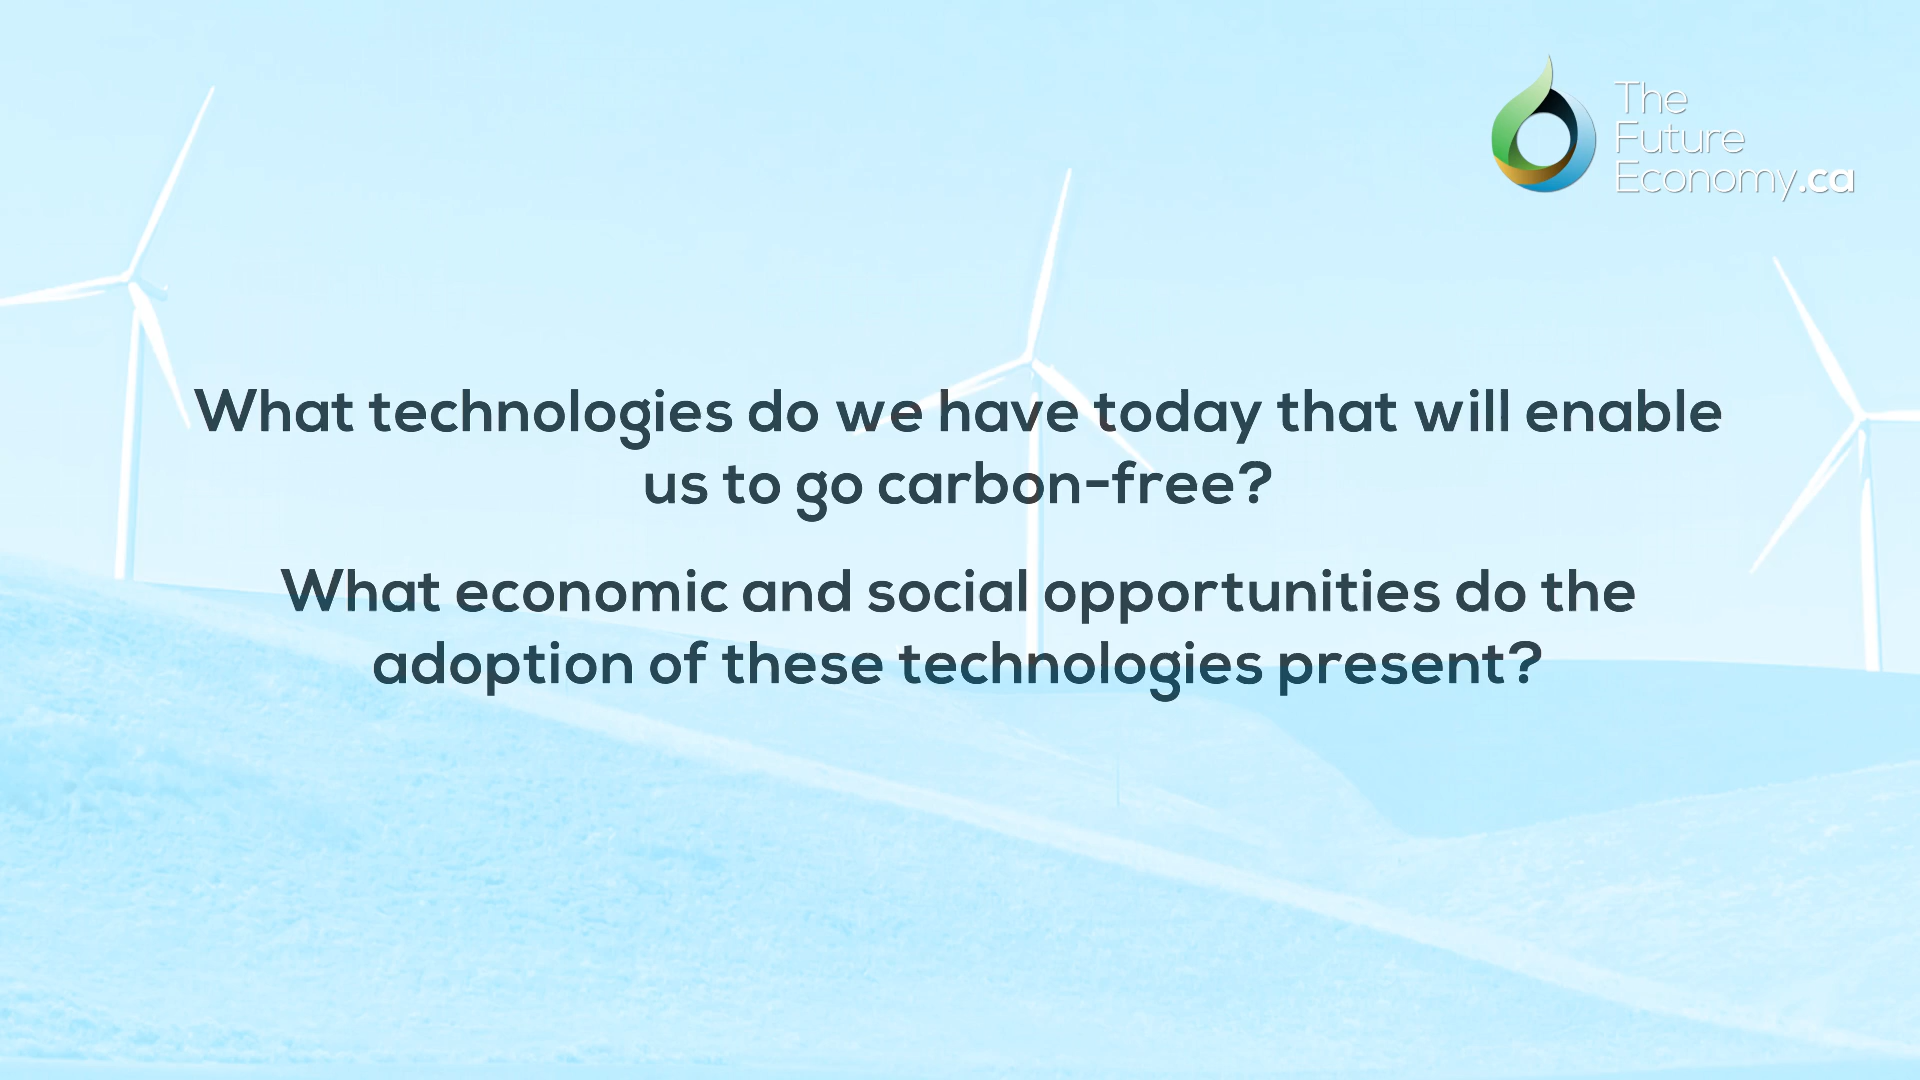 The
Future
Economy.ca
What technologies do we have today that will enable
us to go carbon-free?
What economic and social opportunities do the
adoption of these technologies present?